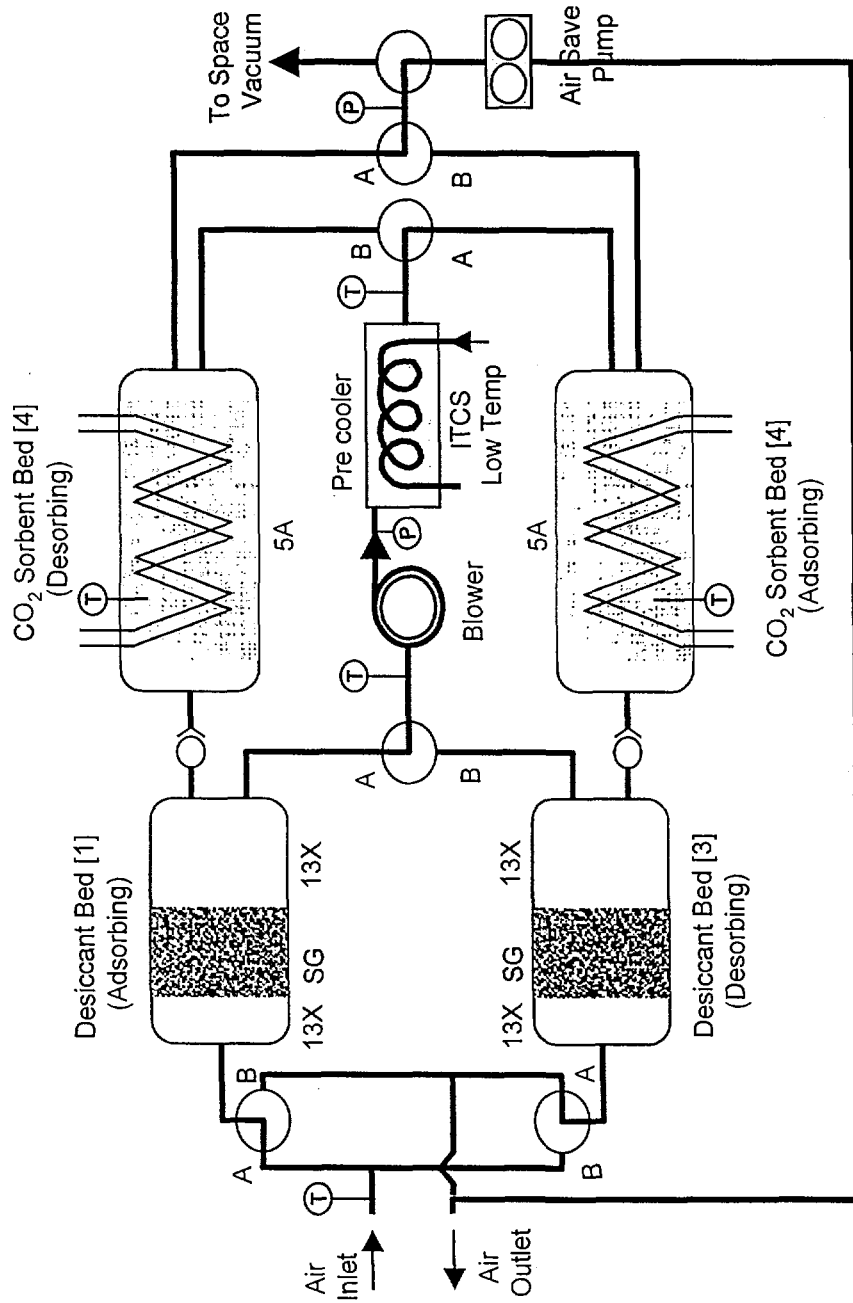 CO2 Sorbent Bed [4]
(Desorbing)
T
5A
Desiccant Bed [1]
(Adsorbing)
13X SG 13X
To Space
Vacuum
P
A
B
Air Save
Pump
B
A
T
Pre cooler
ITCS
Low Temp
P
Blower
T
A
B
5A
T
CO2 Sorbent Bed [4]
(Adsorbing)
13X SG 13X
Desiccant Bed [3]
(Desorbing)
A
B
B
A
T
Air
Inlet
Air
Outlet